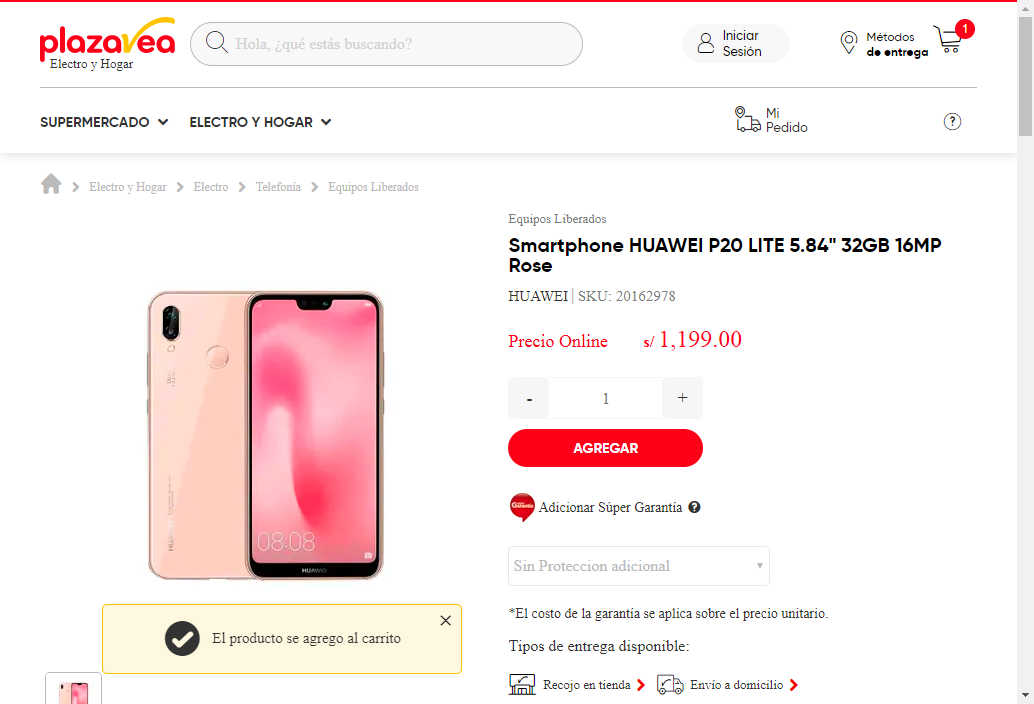 plazavea
Electro y Hogar
Hola, ¿qué estás buscando?
Iniciar
Sesión
Métodos
de entrega
1
SUPERMERCADO
ELECTRO Y HOGAR
Mi
Pedido
?
Electro y Hogar
Electro
Telefonía
Equipos Liberados
Equipos Liberados
Smartphone HUAWEI P20 LITE 5.84" 32GB 16MP
Rose
HUAWEI | SKU: 20162978
Precio Online s/ 1,199.00
- 1 +
AGREGAR
Garantía
Adicionar Súper Garantía ?
Sin Proteccion adicional
*El costo de la garantía se aplica sobre el precio unitario.
Tipos de entrega disponible:
Recojo en tienda
Envío a domicilio
08:08
HUAWEI
HUAWEI
El producto se agrego al carrito